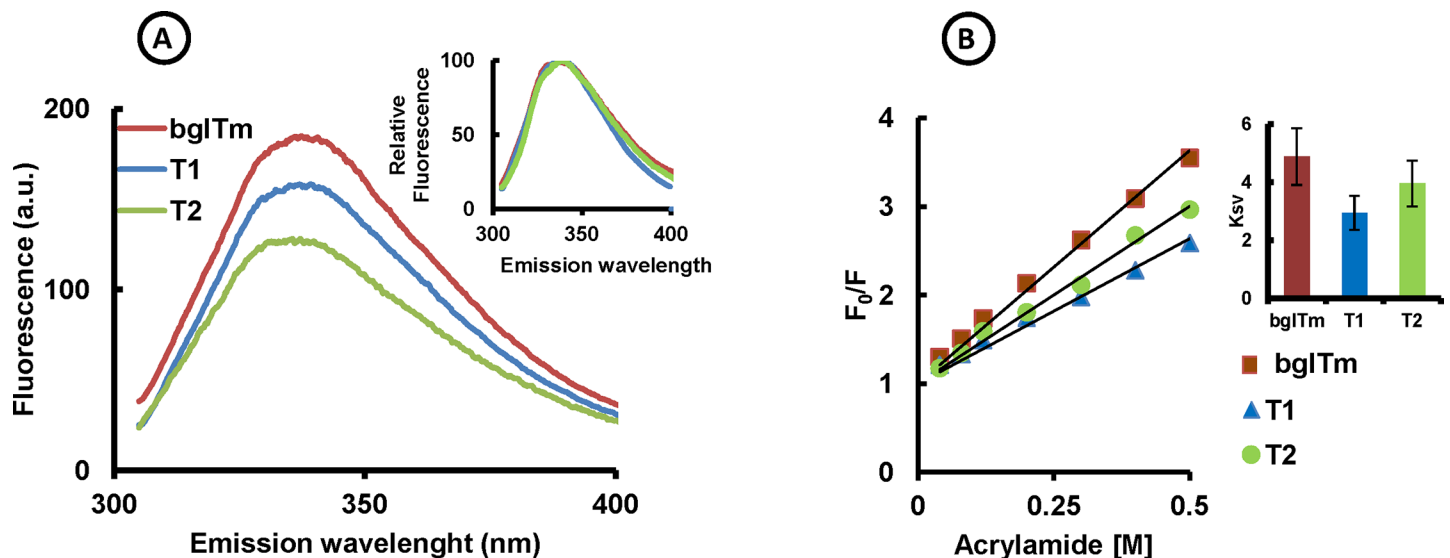 A
200
bglTm
T1
T2
100
0
300
350
400
Fluorescence (a.u.)
Emission wavelenght (nm)
100
50
0
300
350
400
Relative
Fluorescence
Emission wavelength
B
4
3
2
1
0
0
0.25
0.5
F0/F
Acrylamide [M]
6
4
2
0
Ksv
bglTm
T1
T2
bglTm
T1
T2